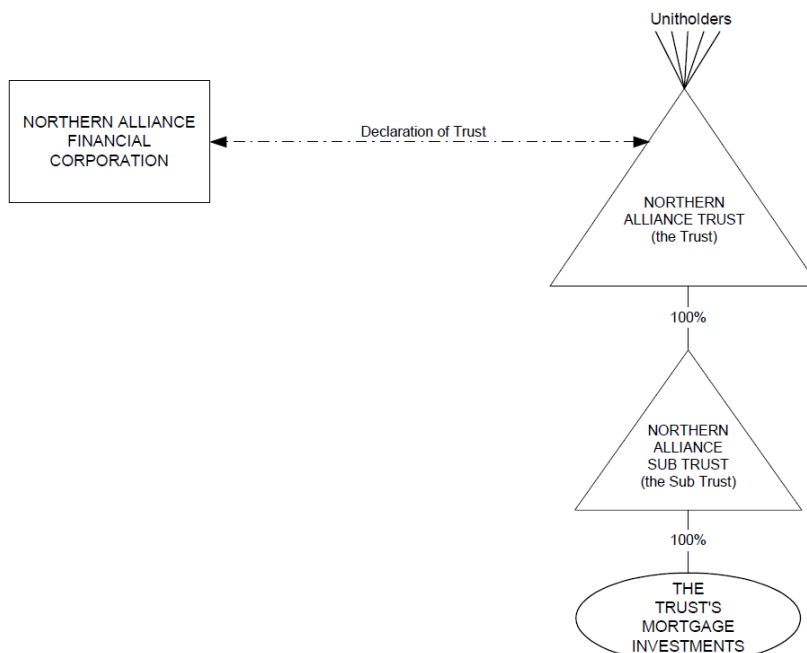 Unitholders
NORTHERN ALLIANCE
FINANCIAL
CORPORATION
Declaration of Trust
NORTHERN
ALLIANCE TRUST
(the Trust)
100%
NORTHERN
ALLIANCE
SUB TRUST
(the Sub Trust)
100%
THE
TRUST'S
MORTGAGE
INVESTMENTS